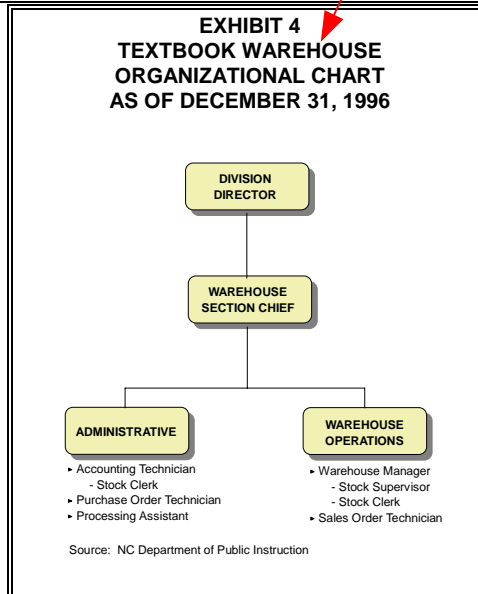 EXHIBIT 4
TEXTBOOK WAREHOUSE
ORGANIZATIONAL CHART
AS OF DECEMBER 31, 1996
DIVISION
DIRECTOR
WAREHOUSE
SECTION CHIEF
ADMINISTRATIVE
▸ Accounting Technician
- Stock Clerk
▸ Purchase Order Technician
▸ Processing Assistant
WAREHOUSE
OPERATIONS
▸ Warehouse Manager
- Stock Supervisor
- Stock Clerk
▸ Sales Order Technician
Source: NC Department of Public Instruction